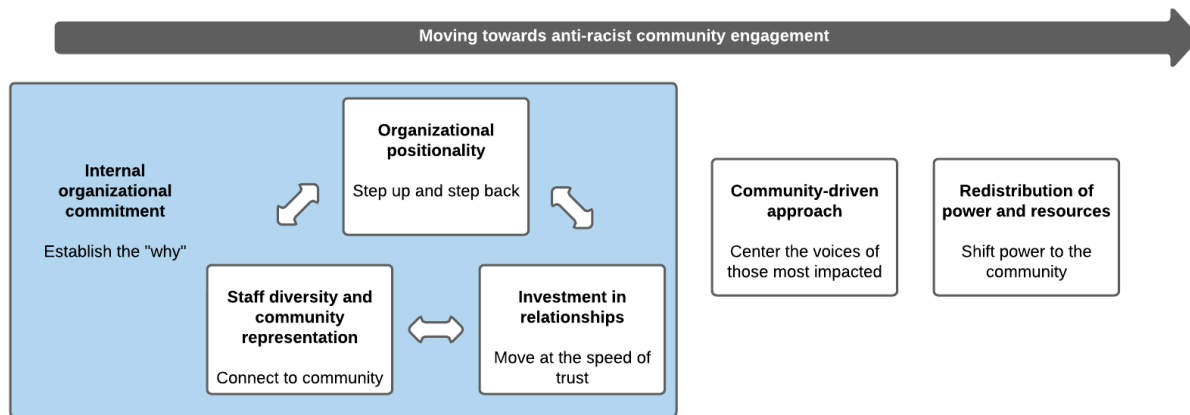 Moving towards anti-racist community engagement
Internal
organizational
commitment
Establish the "why"
Organizational
positionality
Step up and step back
Staff diversity and
community
representation
Connect to community
Investment in
relationships
Move at the speed of
trust
Community-driven
approach
Center the voices of
those most impacted
Redistribution of
power and resources
Shift power to the
community